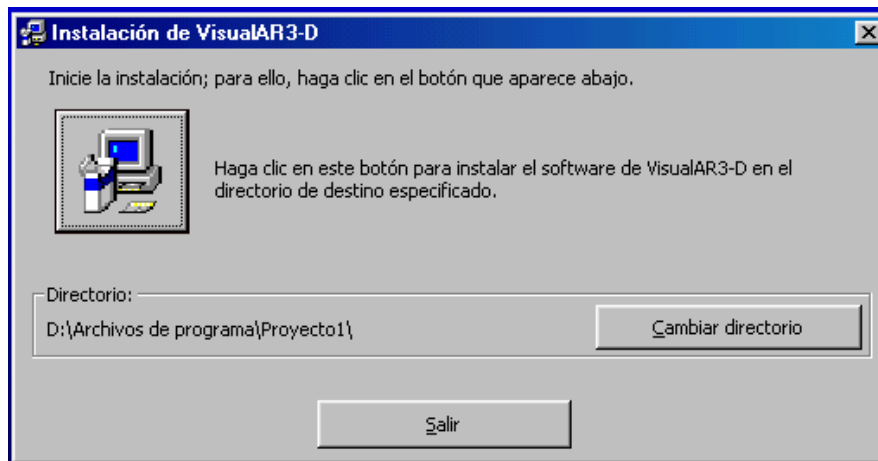 Instalación de VisualAR3-D
Inicie la instalación; para ello, haga clic en el botón que aparece abajo.
Haga clic en este botón para instalar el software de VisualAR3-D en el
directorio de destino especificado.
Directorio:
D:\Archivos de programa\Proyecto1\
Cambiar directorio
Salir